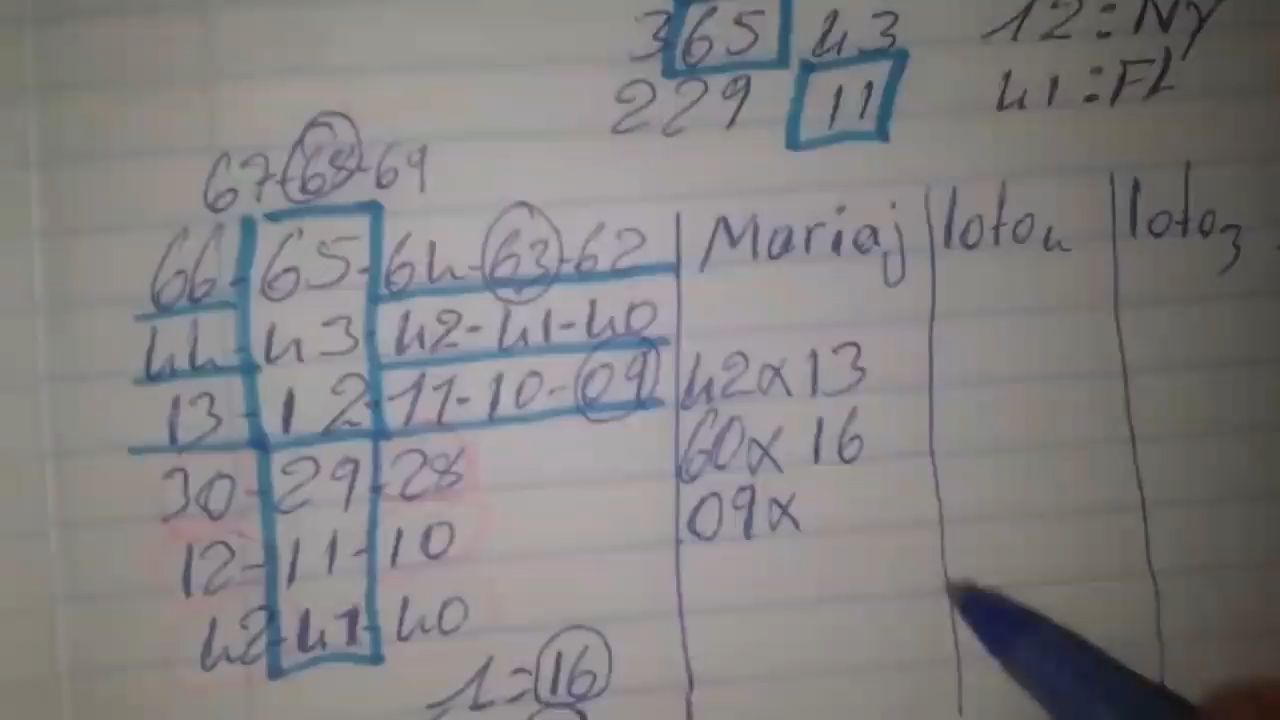 365 43 12:NY
229 11 41:FL
67-68-69
66-65-64-63-62 Mariaj loto4 loto3
44-43-42-41-40
13-12-11-10-09 42x13
60x16
30-29-28
09x
12-11-10
42-41-40
1=16